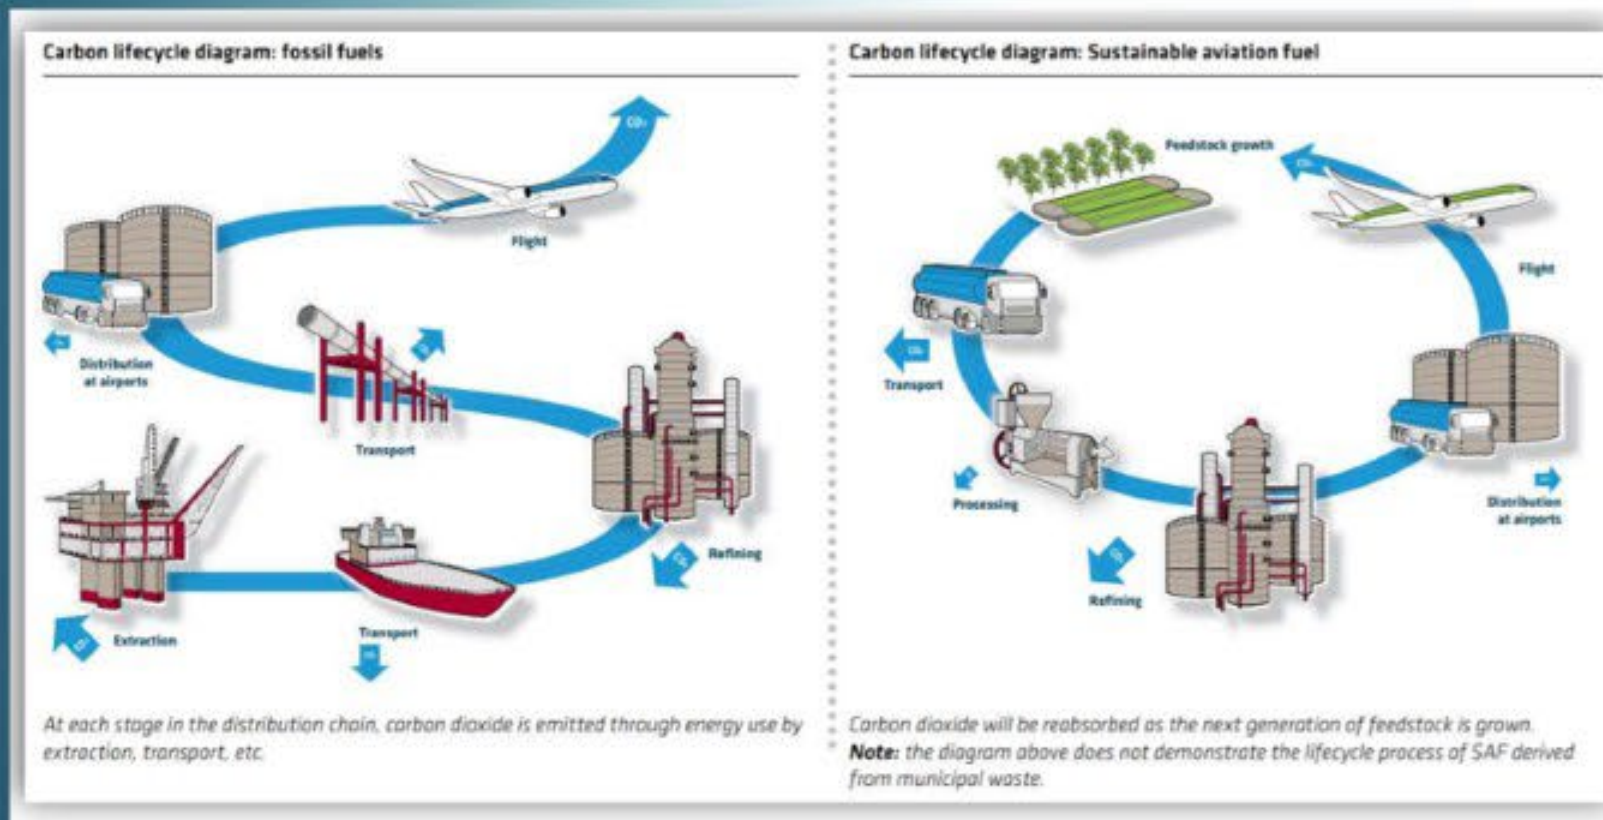 Carbon lifecycle diagram: fossil fuels
CO₂
Flight
Distribution
at airports
Transport
Refining
CO₂
Extraction
Transport
At each stage in the distribution chain, carbon dioxide is emitted through energy use by
extraction, transport, etc.
Carbon lifecycle diagram: Sustainable aviation fuel
Feedstock growth
Flight
Transport
Processing
Distribution
at airports
Refining
Carbon dioxide will be reabsorbed as the next generation of feedstock is grown.
Note: the diagram above does not demonstrate the lifecycle process of SAF derived
from municipal waste.